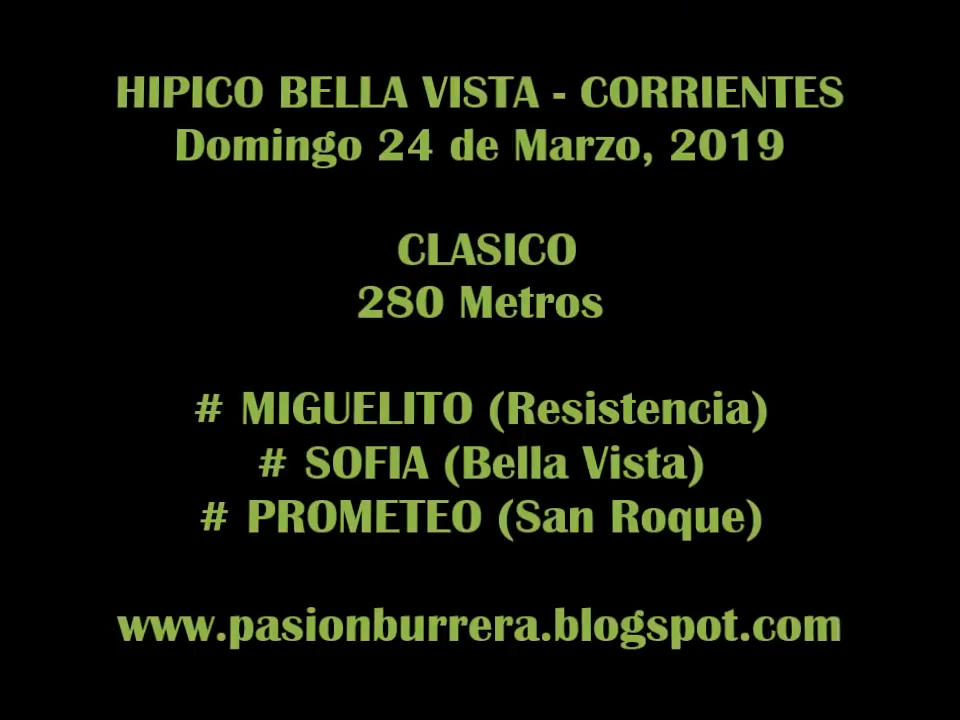 HIPICO BELLA VISTA - CORRIENTES
Domingo 24 de Marzo, 2019
CLASICO
280 Metros
# MIGUELITO (Resistencia)
# SOFIA (Bella Vista)
# PROMETEO (San Roque)
www.pasionburrera.blogspot.com